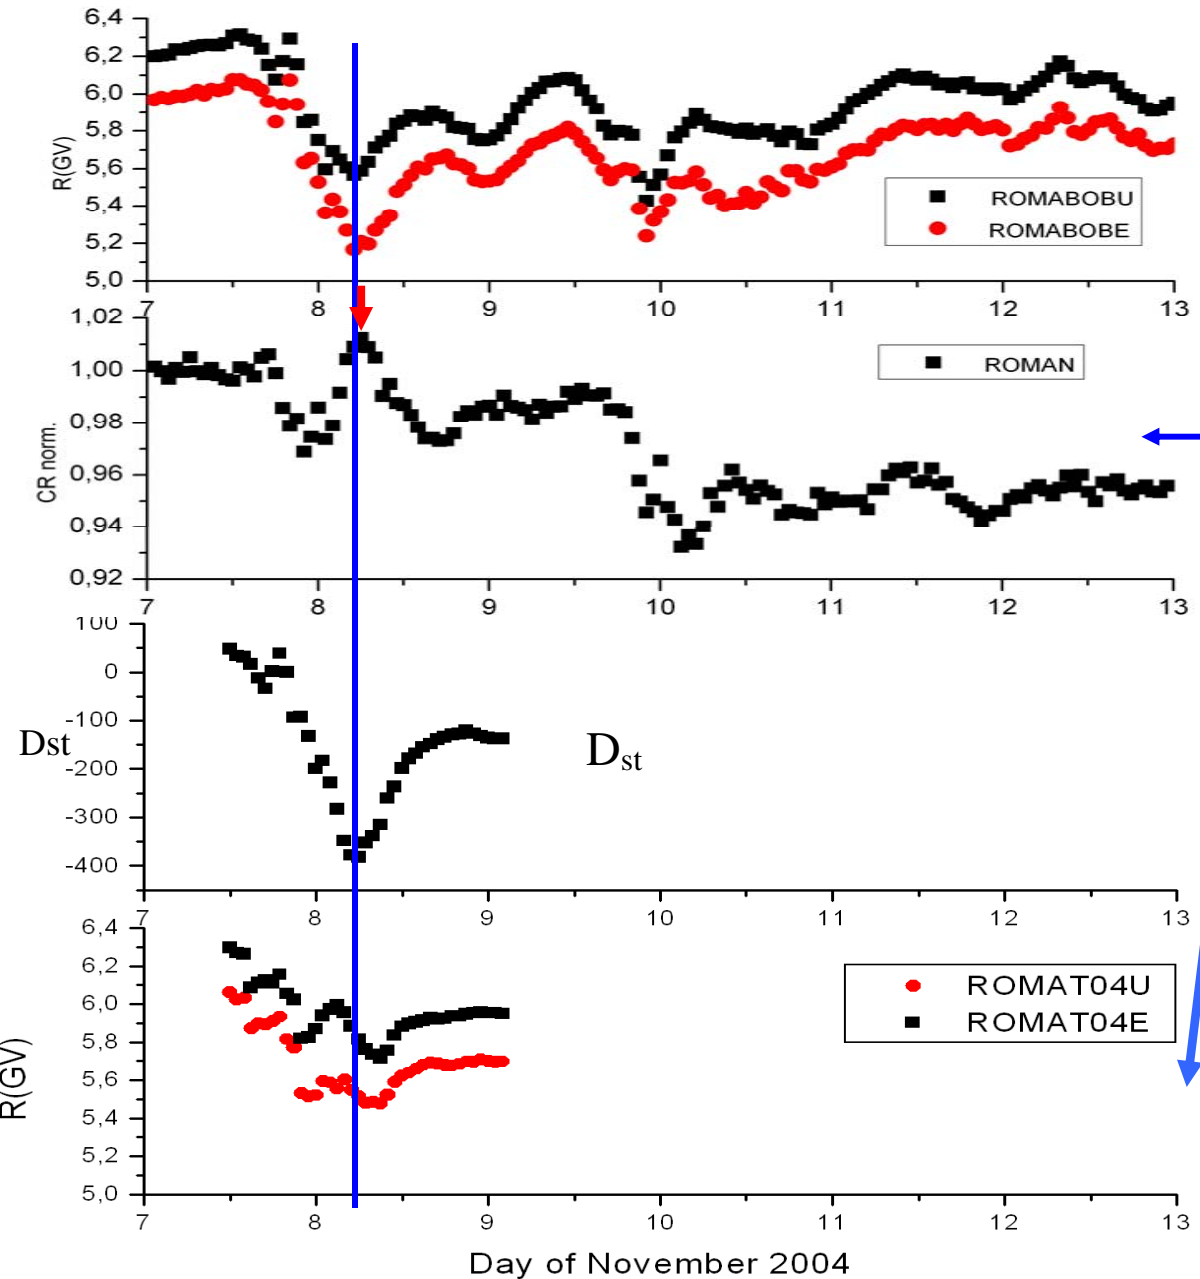 6,4
6,2
6,0
5,8
5,6
5,4
5,2
5,0
R(GV)
ROMABOBU
ROMABOBE
7 8 9 10 11 12 13
1,02
1,00
0,98
0,96
0,94
0,92
CR norm.
ROMAN
7 8 9 10 11 12 13
100
0
-100
-200
-300
-400
Dst
Dst
7 8 9 10 11 12 13
6,4
6,2
6,0
5,8
5,6
5,4
5,2
5,0
R(GV)
ROMAT04U
ROMAT04E
7 8 9 10 11 12 13
Day of November 2004